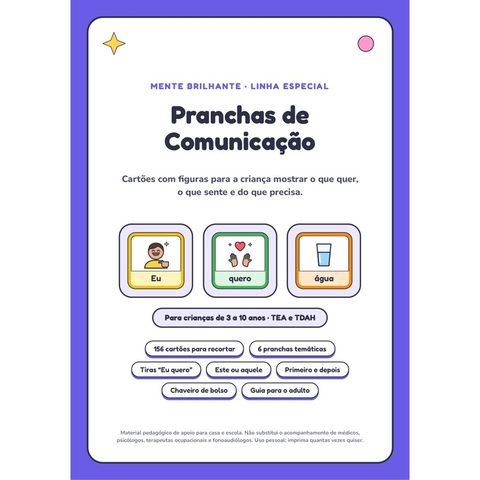 MENTE BRILHANTE · LINHA ESPECIAL
Pranchas de
Comunicação
Cartões com figuras para a criança mostrar o que quer,
o que sente e do que precisa.
Eu
quero
água
Para crianças de 3 a 10 anos · TEA e TDAH
156 cartões para recortar
6 pranchas temáticas
Tiras "Eu quero"
Este ou aquele
Primeiro e depois
Chaveiro de bolso
Guia para o adulto
Material pedagógico de apoio para casa e escola. Não substitui o acompanhamento de médicos,
psicólogos, terapeutas ocupacionais e fonoaudiólogos. Uso pessoal; imprima quantas vezes quiser.